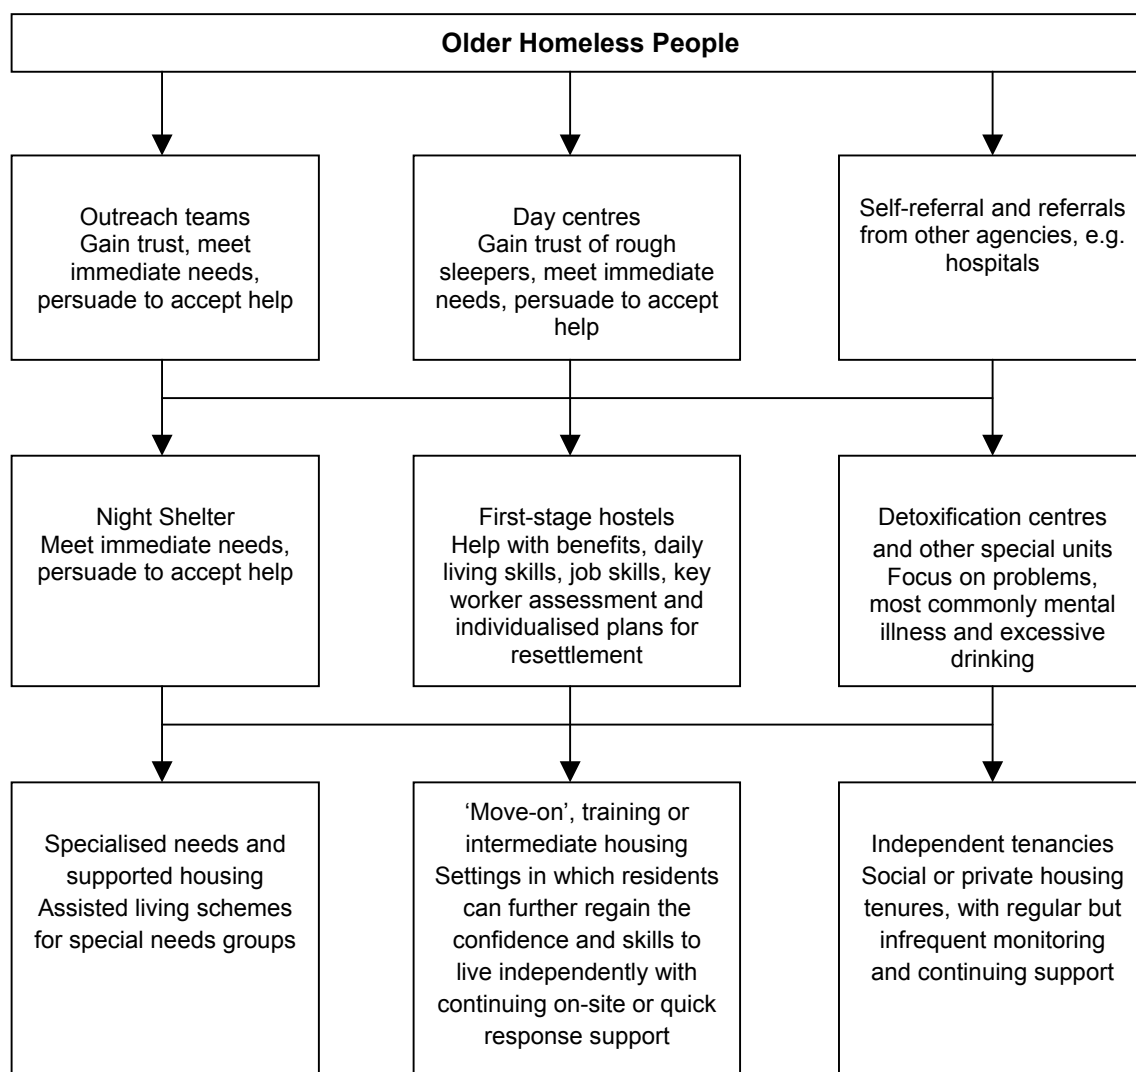 Older Homeless People
Outreach teams
Gain trust, meet
immediate needs,
persuade to accept help
Day centres
Gain trust of rough
sleepers, meet immediate
needs, persuade to accept
help
Self-referral and referrals
from other agencies, e.g.
hospitals
Night Shelter
Meet immediate needs,
persuade to accept help
First-stage hostels
Help with benefits, daily
living skills, job skills, key
worker assessment and
individualised plans for
resettlement
Detoxification centres
and other special units
Focus on problems,
most commonly mental
illness and excessive
drinking
Specialised needs and
supported housing
Assisted living schemes
for special needs groups
‘Move-on’, training or
intermediate housing
Settings in which residents
can further regain the
confidence and skills to
live independently with
continuing on-site or quick
response support
Independent tenancies
Social or private housing
tenures, with regular but
infrequent monitoring
and continuing support